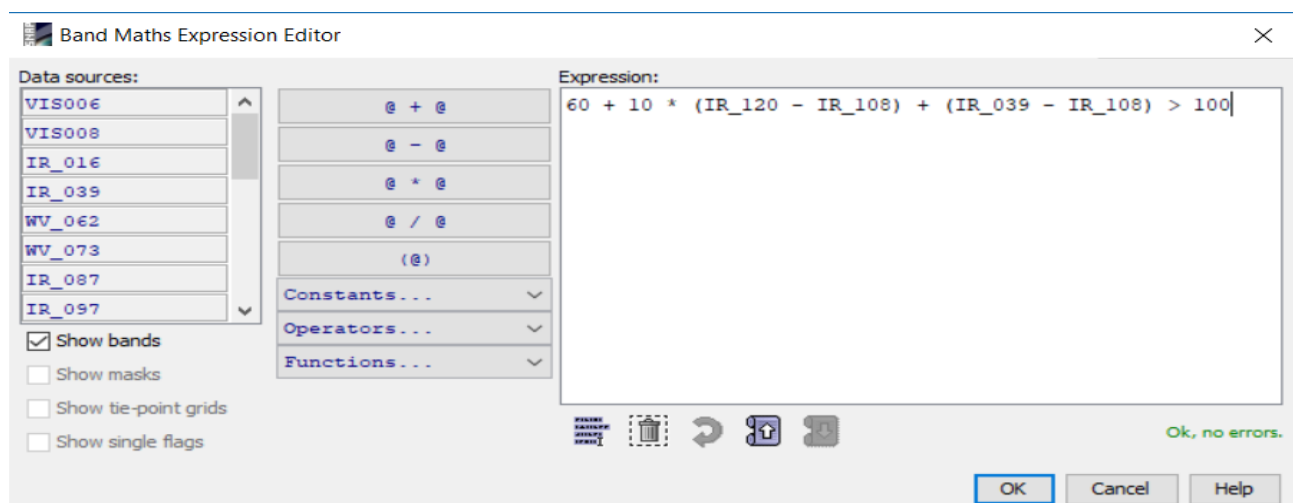 Band Maths Expression Editor
Data sources:
VIS006
VIS008
IR_016
IR_039
WV_062
WV_073
IR_087
IR_097
Show bands
Show masks
Show tie-point grids
Show single flags
@ + @
@ - @
@ * @
@ / @
(@)
Constants...
Operators...
Functions...
Expression:
60 + 10 * (IR_120 - IR_108) + (IR_039 - IR_108) > 100
Ok, no errors.
OK
Cancel
Help